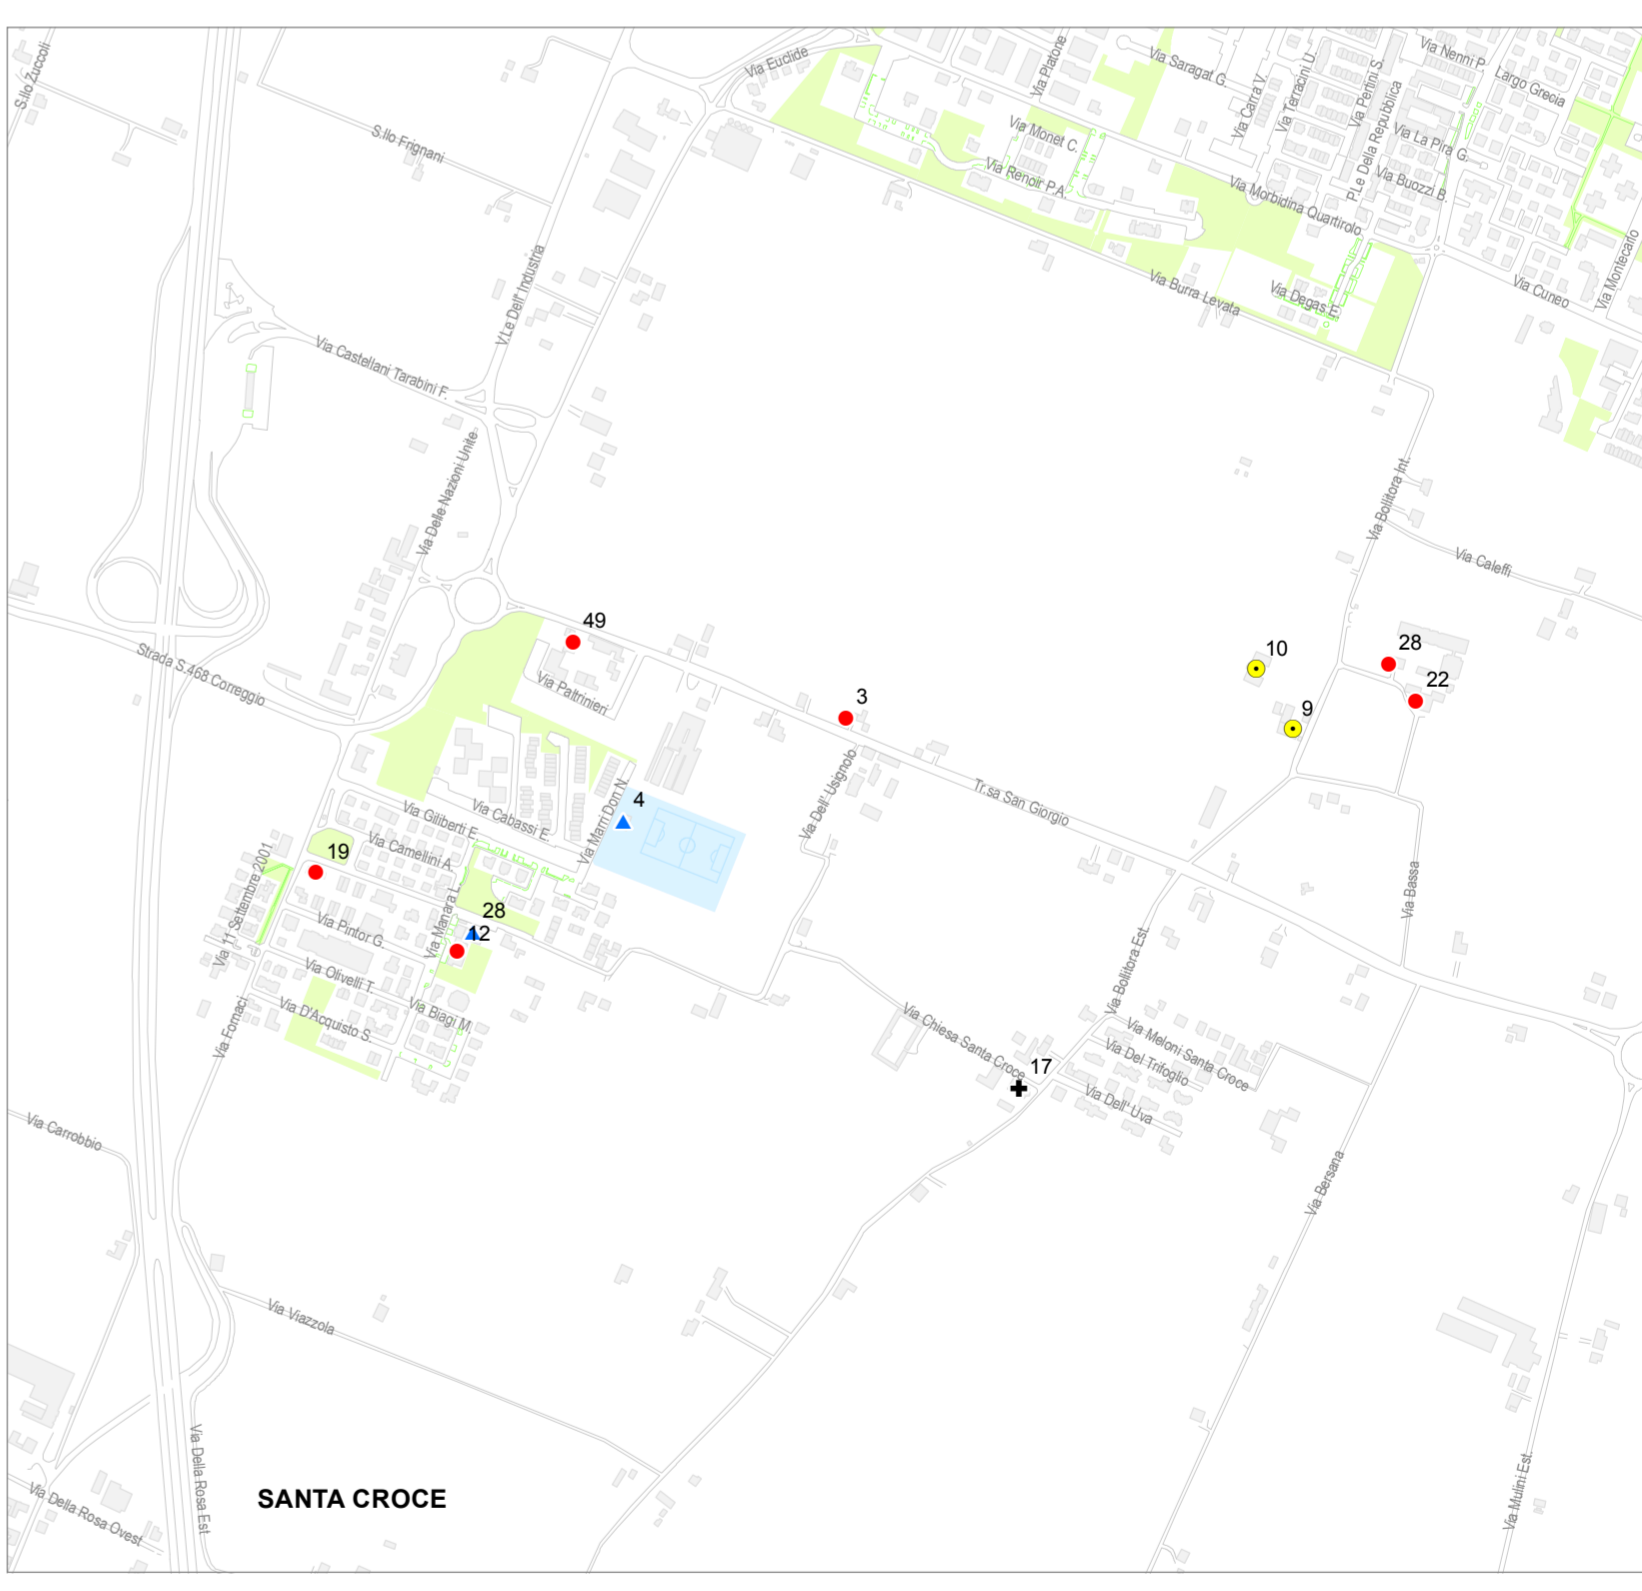 S.llo Zuccoli
Via Euclide
Via Platone
Via Saragat G.
Via Carra V.
Via Terracini U.
Via Pertini S.
P.Le Della Repubblica
Via Nenni P.
Largo Grecia
Via La Pira G.
Via Buozzi B.
S.llo Frignani
Via Monet C.
Via Renoir P.A.
Via Morbidina Quartirolo
Via Montecarlo
Via Cuneo
V.Le Dell' Industria
Via Burra Levata
Via Degas E.
Via Castellani Tarabini F.
Via Delle Nazioni Unite
Via Bollitora Int.
Via Caleffi
49
10
28
22
Strada S.468 Correggio
Via Paltrinieri
3
9
Via Dell' Usignolo
Tr.sa San Giorgio
4
Via Marri Don N.
Via Cabassi E.
Via Giliberti E.
Via Camellini A.
19
Via 11 Settembre 2001
Via Manara L.
28
12
Via Bassa
Via Pintor G.
Via Olivelli T.
Via D'Acquisto S.
Via Biagi M.
Via Fornaci
Via Bollitora Est.
Via Chiesa Santa Croce
17
Via Meloni Santa Croce
Via Del Trifoglio
Via Dell' Uva
Via Carrobbio
Via Bersana
Via Viazzola
Via Della Rosa Est
Via Della Rosa Ovest
Via Mulini Est.
SANTA CROCE